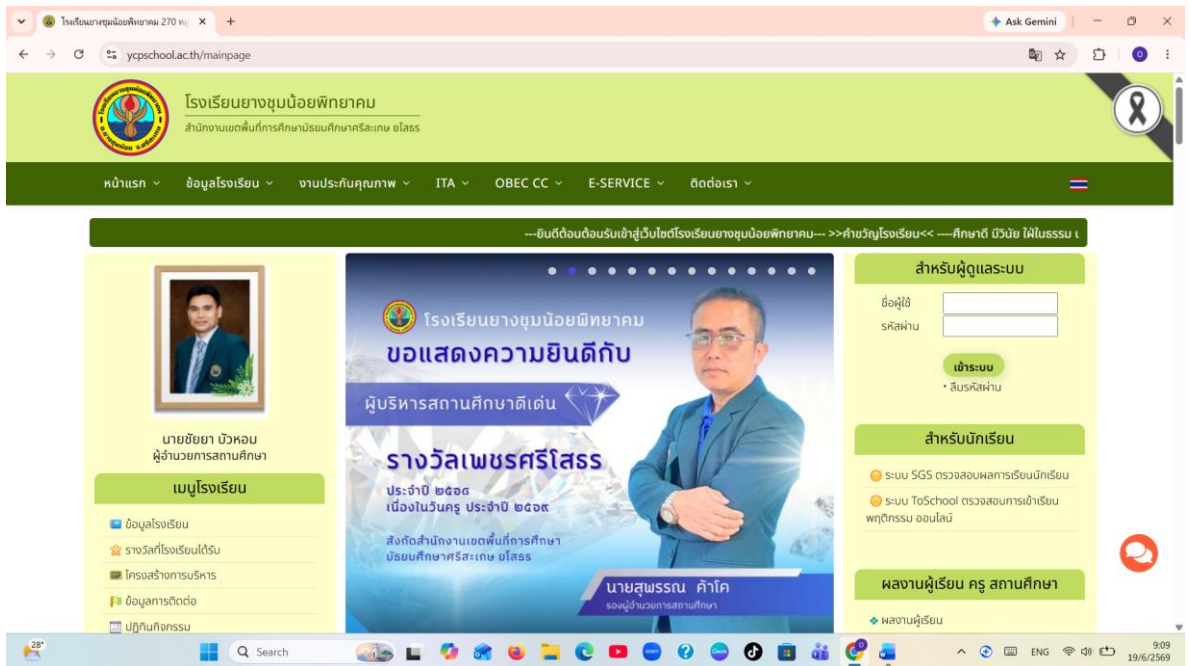 โรงเรียนยางชุมน้อยพิทยาคม 270 หมู่
Ask Gemini
ycpschool.ac.th/mainpage
โรงเรียนยางชุมน้อยพิทยาคม
สำนักงานเขตพื้นที่การศึกษามัธยมศึกษาศรีสะเกษ ยโสธร
หน้าแรก
ข้อมูลโรงเรียน
งานประกันคุณภาพ
ITA
OBEC CC
E-SERVICE
ติดต่อเรา
---ยินดีต้อนต้อนรับเข้าสู่เว็บไซต์โรงเรียนยางชุมน้อยพิทยาคม--- >>คำขวัญโรงเรียน<< ----ศึกษาดี มีวินัย ใฝ่ในธรรม
นายชัยยา บัวหอม
ผู้อำนวยการสถานศึกษา
เมนูโรงเรียน
ข้อมูลโรงเรียน
รางวัลที่โรงเรียนได้รับ
โครงสร้างการบริหาร
ข้อมูลการติดต่อ
ปฏิทินกิจกรรม
โรงเรียนยางชุมน้อยพิทยาคม
ขอแสดงความยินดีกับ
ผู้บริหารสถานศึกษาดีเด่น
รางวัลเพชรศรีโสธร
ประจำปี ๒๕๖๘
เนื่องในวันครู ประจำปี ๒๕๖๙
สังกัดสำนักงานเขตพื้นที่การศึกษา
มัธยมศึกษาศรีสะเกษ ยโสธร
นายสุพรรณ ค้าโค
รองผู้อำนวยการสถานศึกษา
สำหรับผู้ดูแลระบบ
ชื่อผู้ใช้
รหัสผ่าน
เข้าระบบ
• ลืมรหัสผ่าน
สำหรับนักเรียน
ระบบ SGS ตรวจสอบผลการเรียนนักเรียน
ระบบ ToSchool ตรวจสอบการเข้าเรียน
พฤติกรรม ออนไลน์
ผลงานผู้เรียน ครู สถานศึกษา
ผลงานผู้เรียน
28°
Search
ENG
9:09
19/6/2569